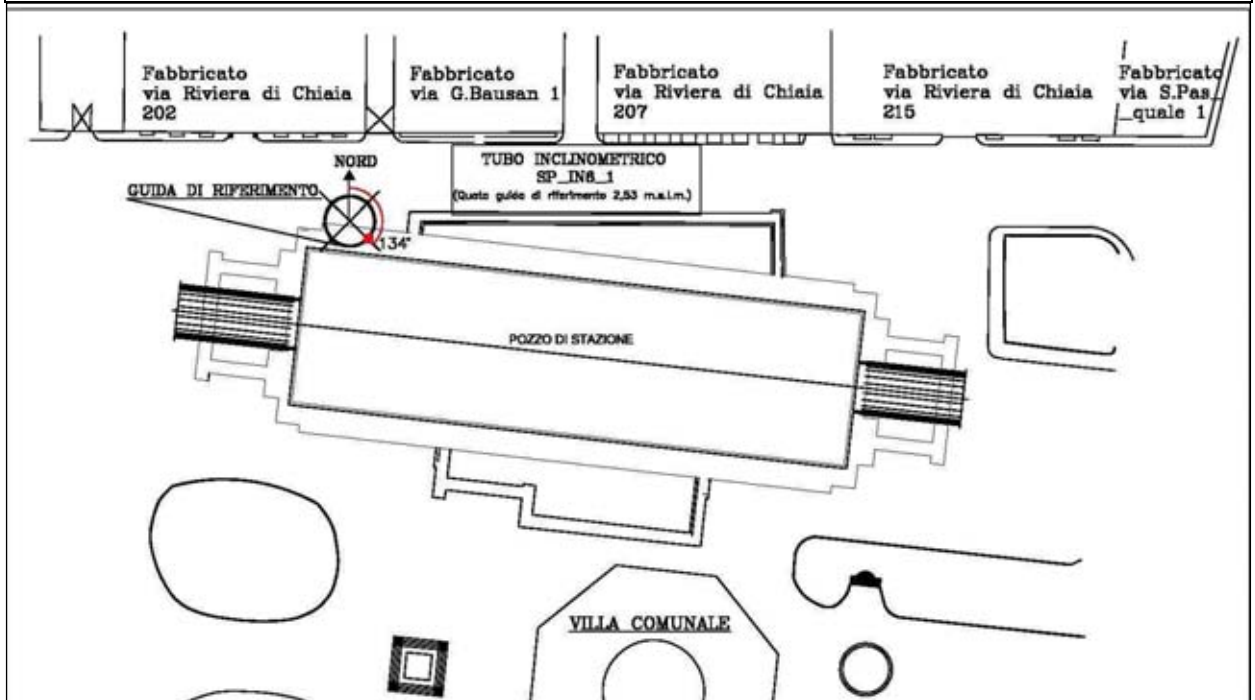 Fabbricato
via Riviera di Chiaia
202
Fabbricato
via G.Bausan 1
Fabbricato
via Riviera di Chiaia
207
Fabbricato
via Riviera di Chiaia
215
Fabbricato
via S.Pas
_quale 1
NORD
TUBO INCLINOMETRICO
SP_IN6_1
(Quota guida di riferimento 2,53 m.s.l.m.)
GUIDA DI RIFERIMENTO
134°
POZZO DI STAZIONE
VILLA COMUNALE